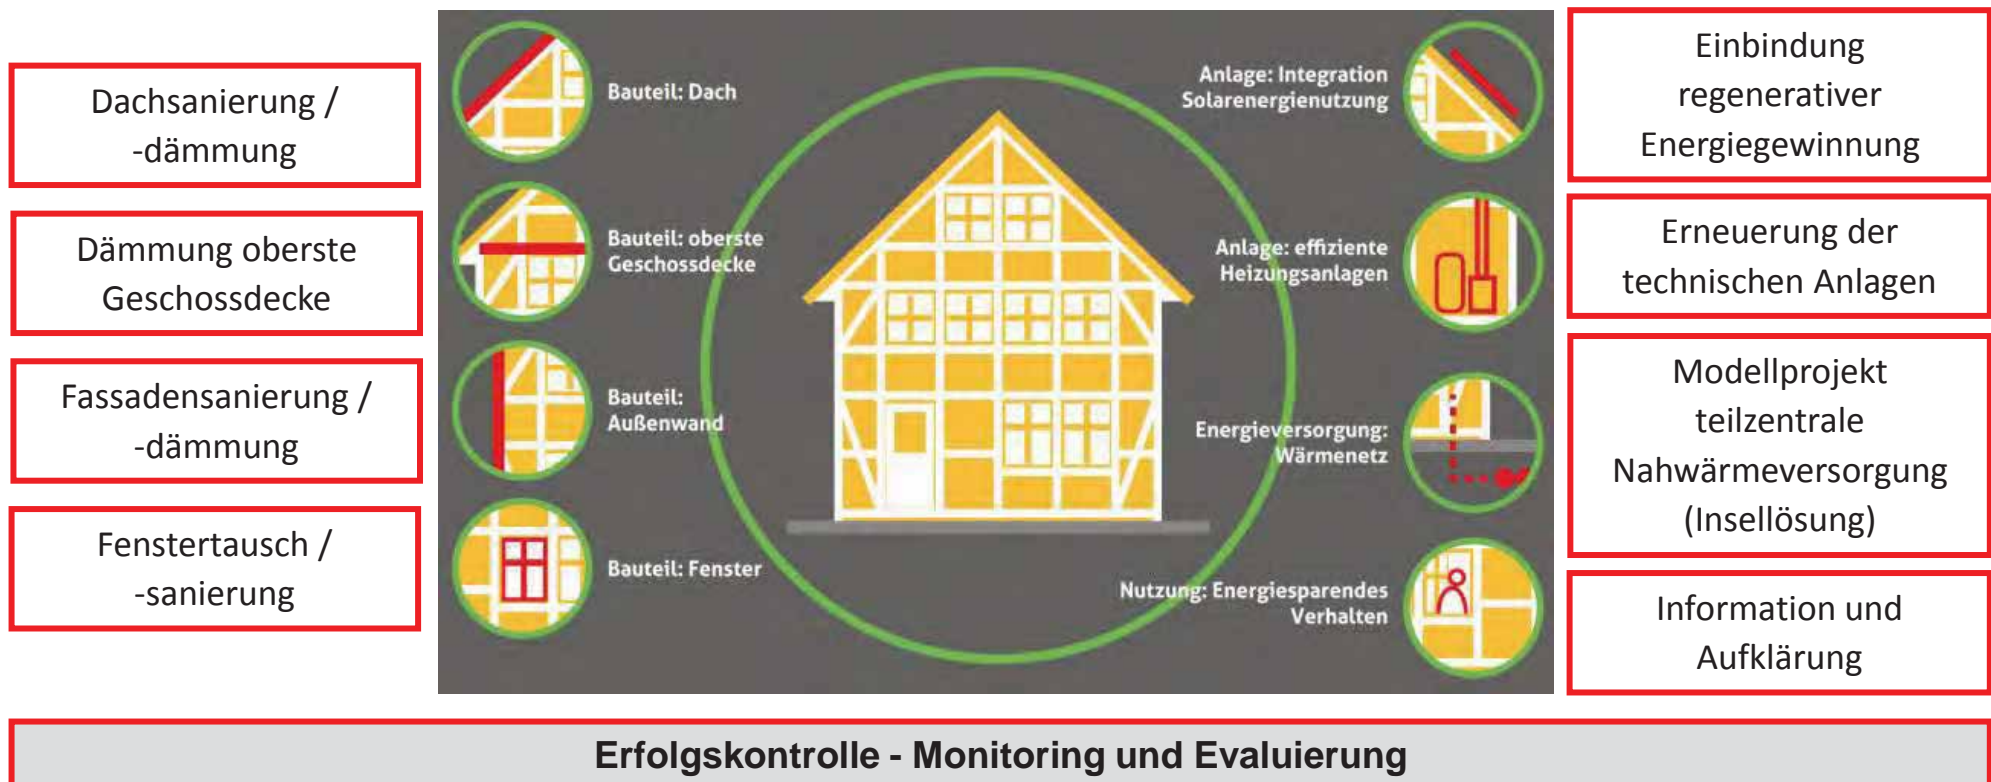 Dachsanierung /
-dämmung
Dämmung oberste
Geschossdecke
Fassadensanierung /
-dämmung
Fenstertausch /
-sanierung
Bauteil: Dach
Bauteil: oberste
Geschossdecke
Bauteil:
Außenwand
Bauteil: Fenster
Anlage: Integration
Solarenergienutzung
Anlage: effiziente
Heizungsanlagen
Energieversorgung:
Wärmenetz
Nutzung: Energiesparendes
Verhalten
Einbindung
regenerativer
Energiegewinnung
Erneuerung der
technischen Anlagen
Modellprojekt
teilzentrale
Nahwärmeversorgung
(Insellösung)
Information und
Aufklärung
Erfolgskontrolle - Monitoring und Evaluierung